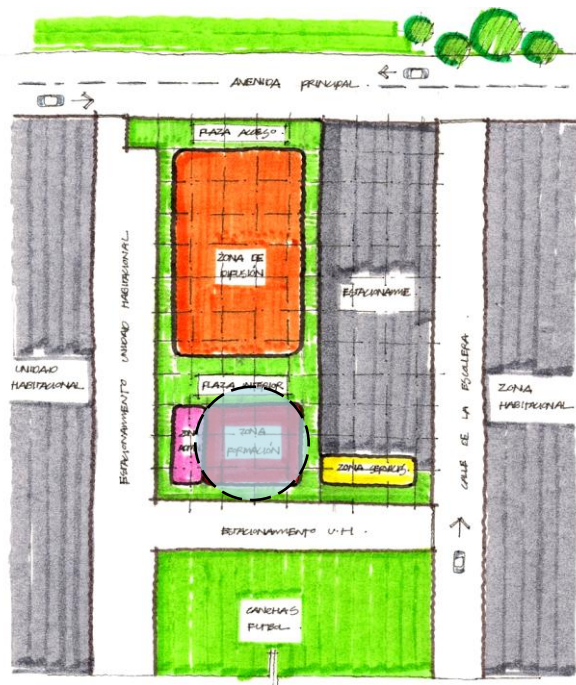 AVENIDA PRINCIPAL.
PLAZA ACCESO.
ZONA DE
DIFUSIÓN
ESTACIONAMIE
ESTACIONAMIENTO UNIDAD HABITACIONAL
UNIDAD
HABITACIONAL
PLAZA INTERIOR
ZONA
HABITACIONAL
CALLE DE LA ESCOLLERA
ZONA
FORMACIÓN
ZONA SERVICIOS.
ESTACIONAMIENTO U.H.
CANCHAS
FUTBOL